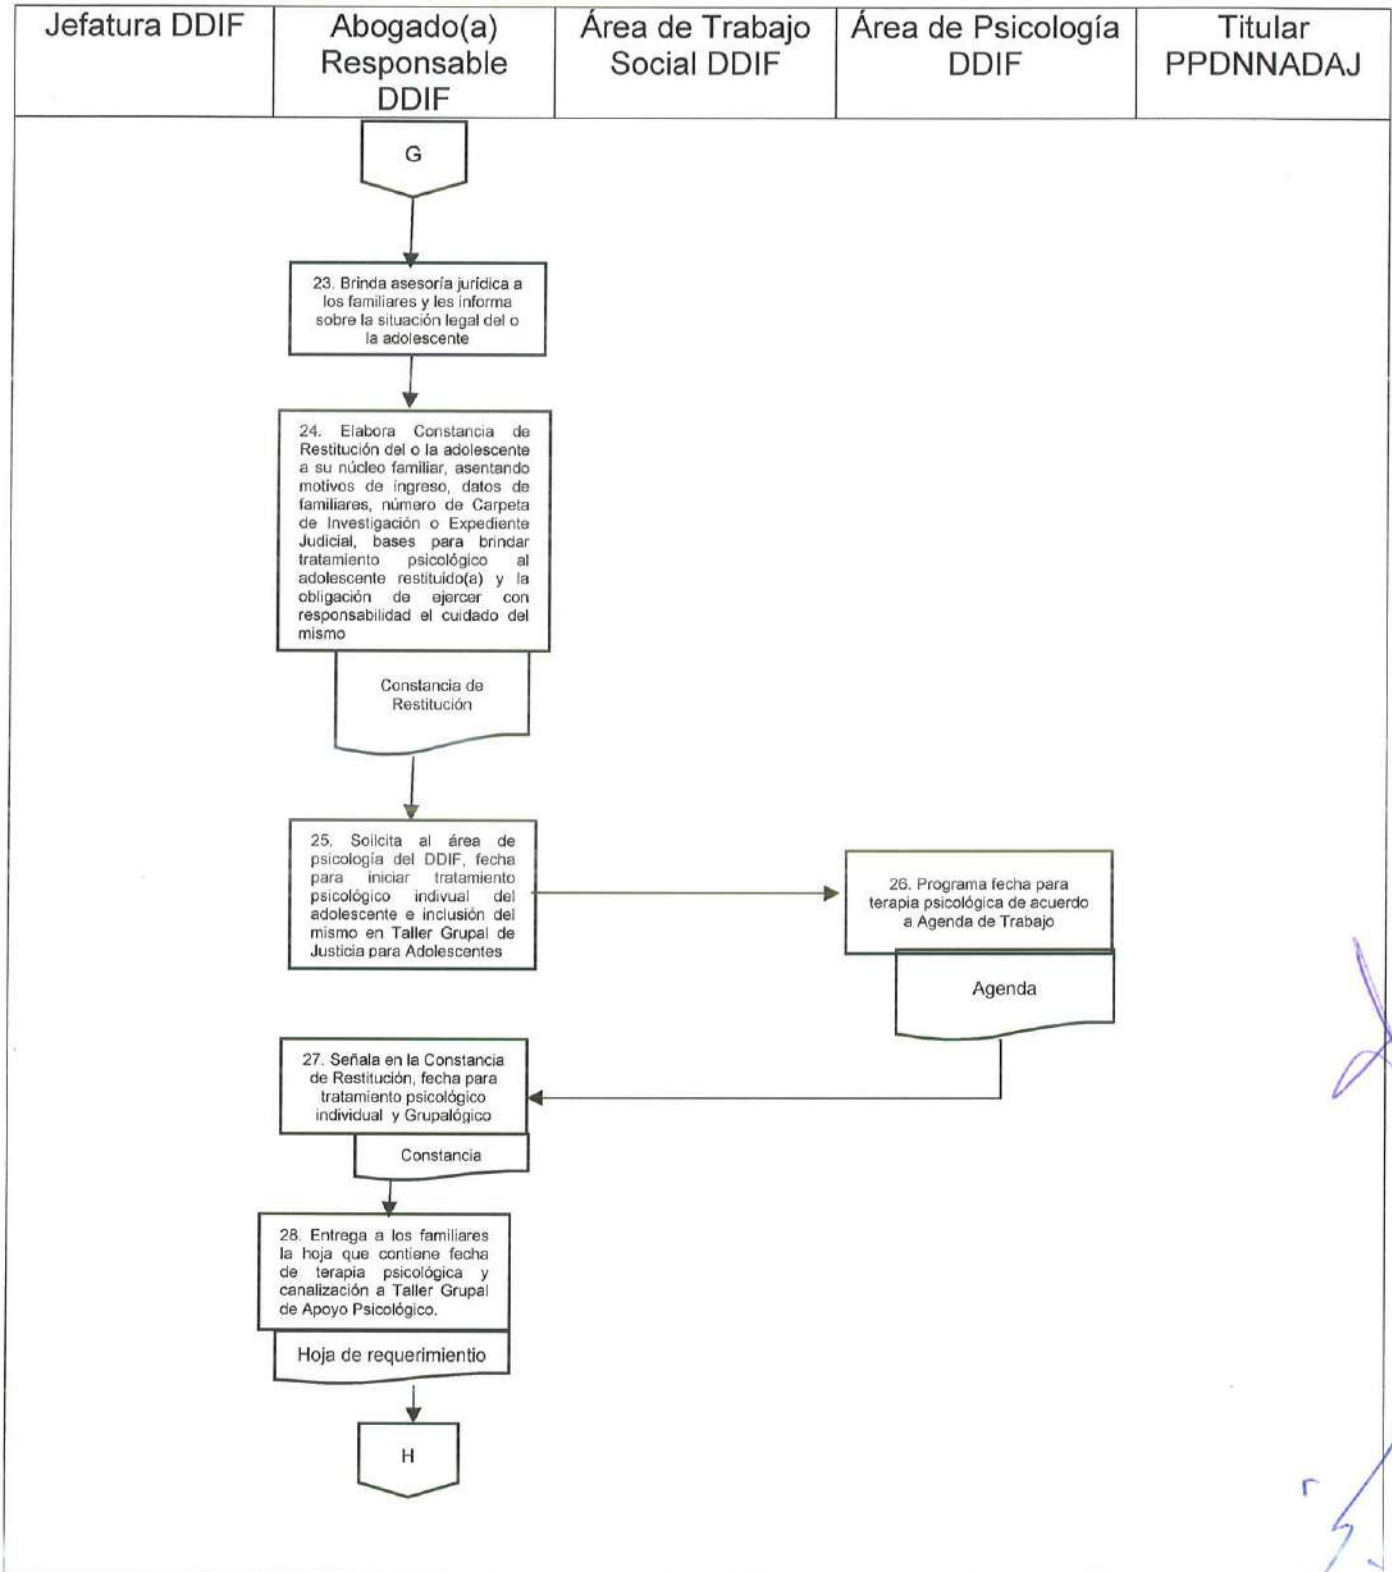 Jefatura DDIF
Abogado(a)
Responsable
DDIF
Área de Trabajo
Social DDIF
Área de Psicología
DDIF
Titular
PPDNNADAJ
G
23. Brinda asesoría jurídica a
los familiares y les informa
sobre la situación legal del o
la adolescente
24. Elabora Constancia de
Restitución del o la adolescente
a su núcleo familiar, asentando
motivos de ingreso, datos de
familiares, número de Carpeta
de Investigación o Expediente
Judicial, bases para brindar
tratamiento psicológico al
adolescente restituido(a) y la
obligación de ejercer con
responsabilidad el cuidado del
mismo
Constancia de
Restitución
25. Soilcita al área de
psicología del DDIF, fecha
para iniciar tratamiento
psicológico indivual del
adolescente e inclusión del
mismo en Taller Grupal de
Justicia para Adolescentes
26. Programa fecha para
terapia psicológica de acuerdo
a Agenda de Trabajo
Agenda
27. Señala en la Constancia
de Restitución, fecha para
tratamiento psicológico
individual y Grupalógico
Constancia
28. Entrega a los familiares
la hoja que contiene fecha
de terapia psicológica y
canalización a Taller Grupal
de Apoyo Psicológico.
Hoja de requerimientio
H